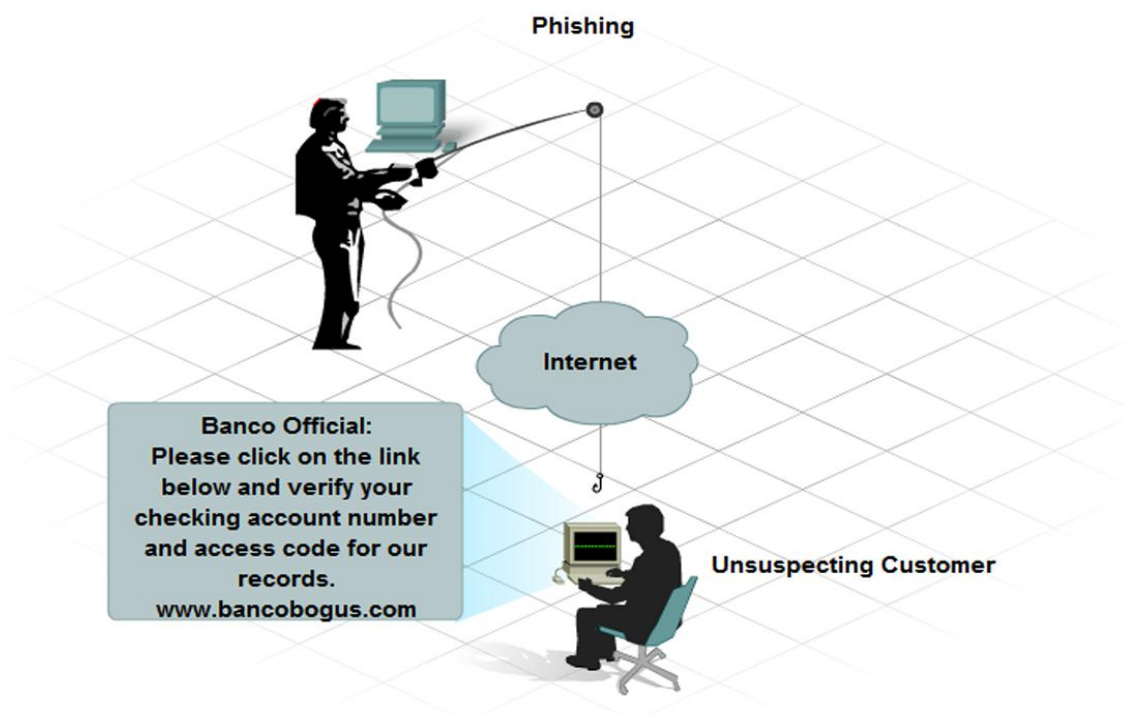 Phishing
Internet
Banco Official:
Please click on the link
below and verify your
checking account number
and access code for our
records.
www.bancobogus.com
Unsuspecting Customer